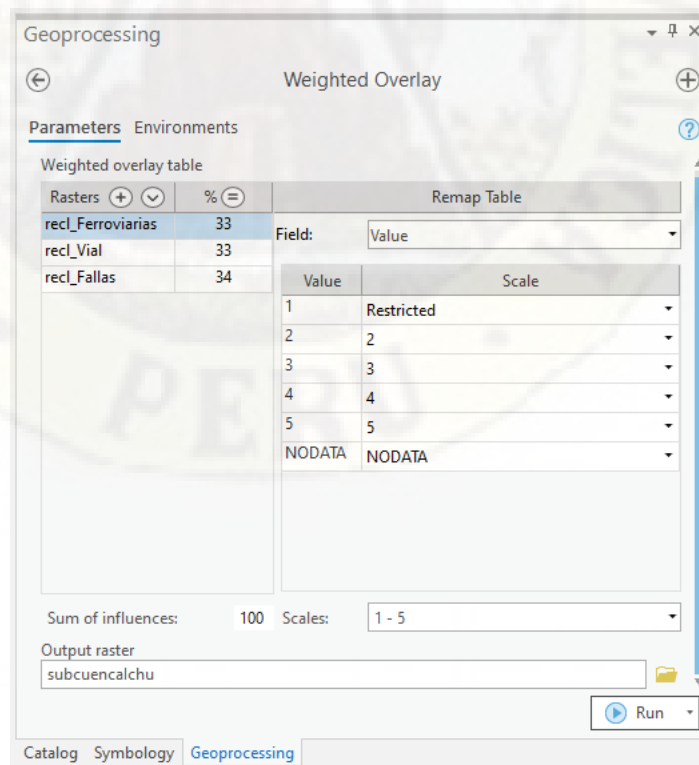 Geoprocessing
Weighted Overlay
Parameters Environments
Weighted overlay table
Rasters % Remap Table
recl_Ferroviarias 33
recl_Vial 33
recl_Fallas 34
Field: Value
Value Scale
1 Restricted
2 2
3 3
4 4
5 5
NODATA NODATA
Sum of influences: 100 Scales: 1 - 5
Output raster
subcuencalchu
Run
Catalog Symbology Geoprocessing
PERU